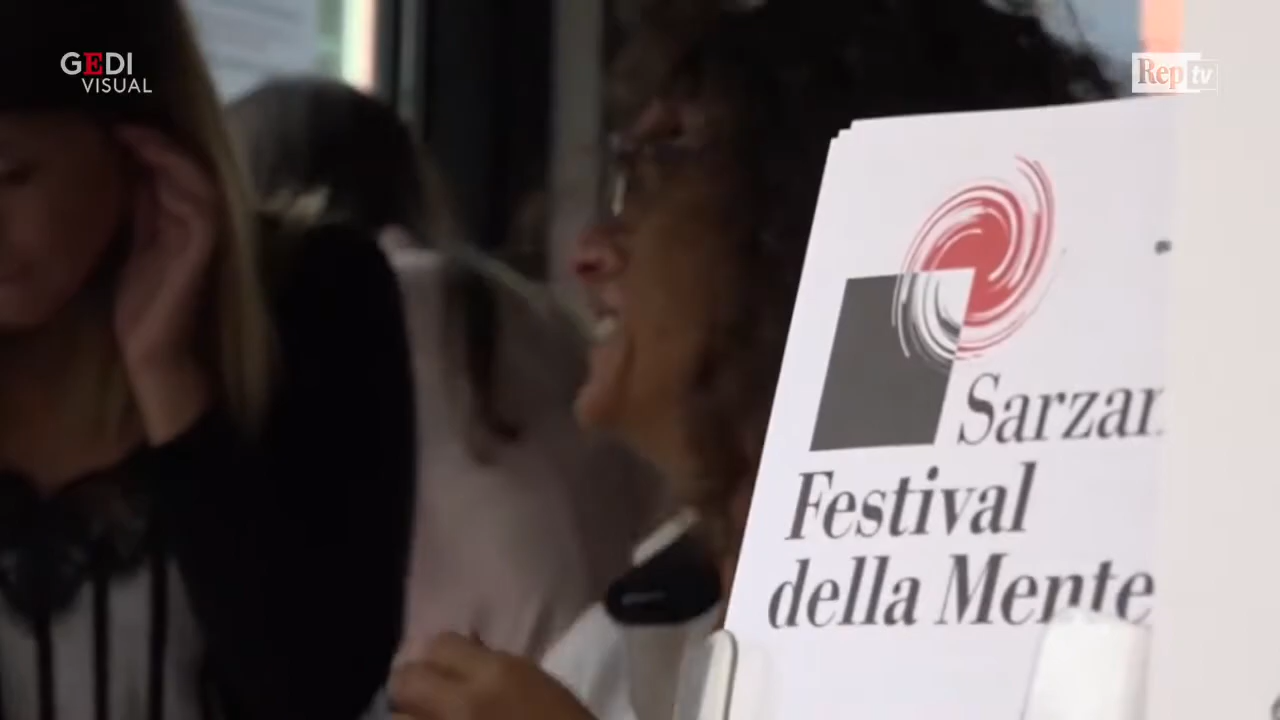 GEDI
VISUAL
Rep tv
Sarzan
Festival
della Mente